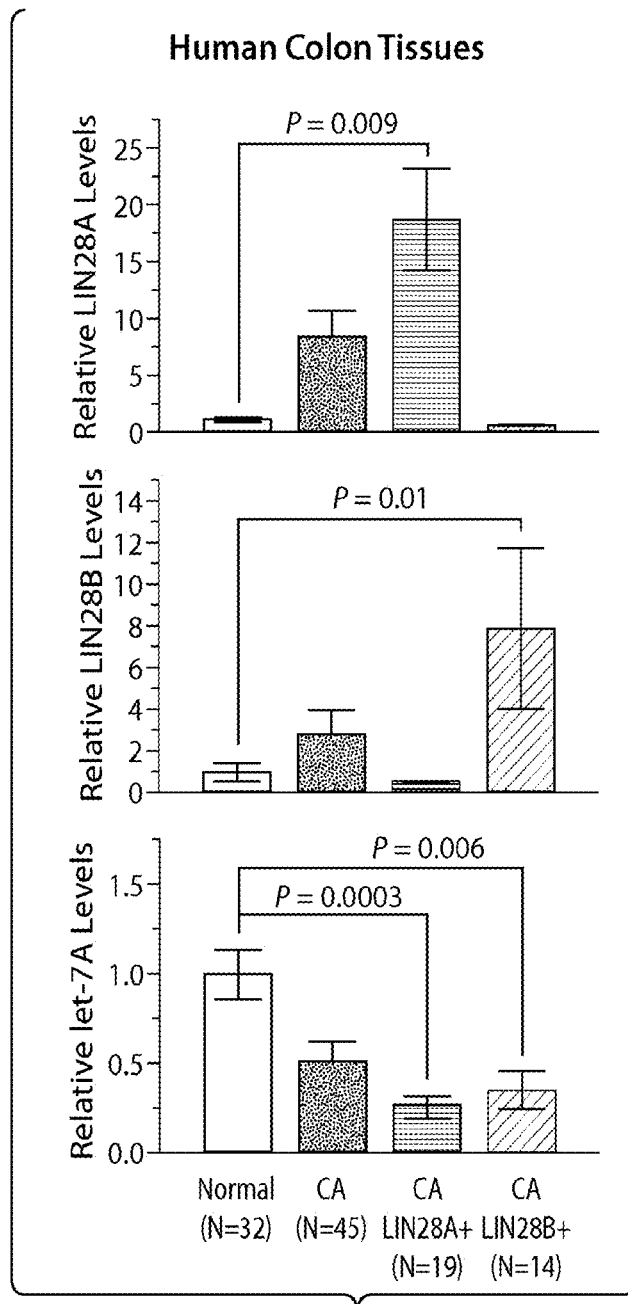 Human Colon Tissues
Relative LIN28A Levels
P = 0.009
25
20
15
10
5
0
Relative LIN28B Levels
P = 0.01
14
12
10
8
6
4
2
0
Relative let-7A Levels
P = 0.006
P = 0.0003
1.5
1.0
0.5
0.0
Normal CA CA CA
(N=32) (N=45) LIN28A+ LIN28B+
(N=19) (N=14)